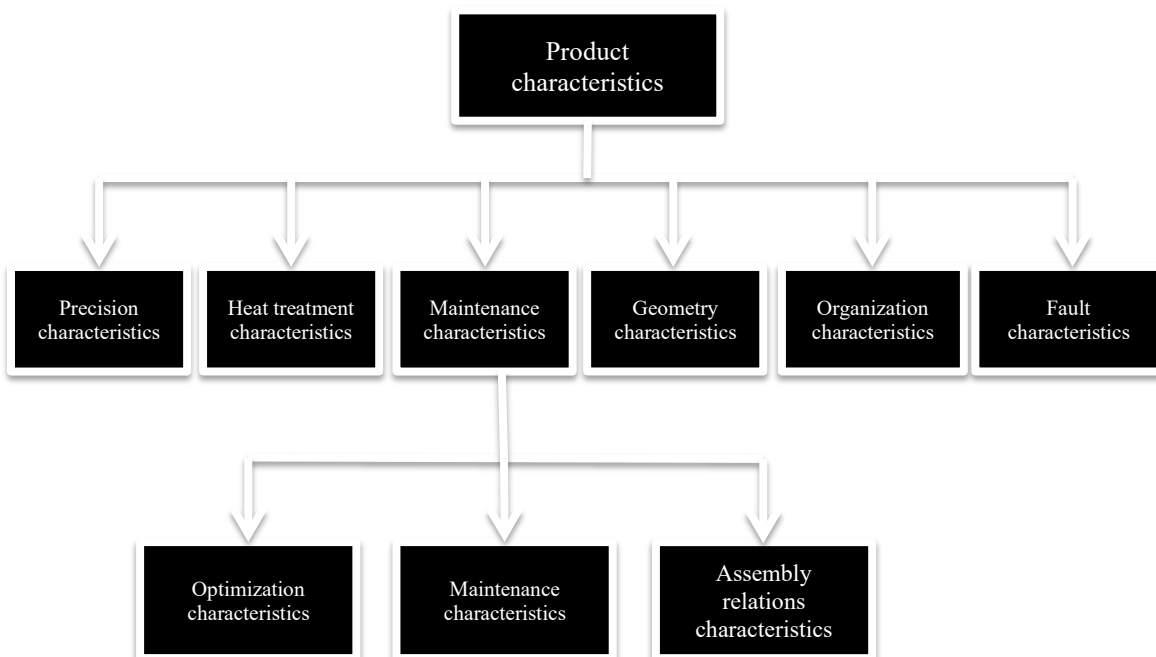 Product
characteristics
Precision
characteristics
Heat treatment
characteristics
Maintenance
characteristics
Geometry
characteristics
Organization
characteristics
Fault
characteristics
Optimization
characteristics
Maintenance
characteristics
Assembly
relations
characteristics